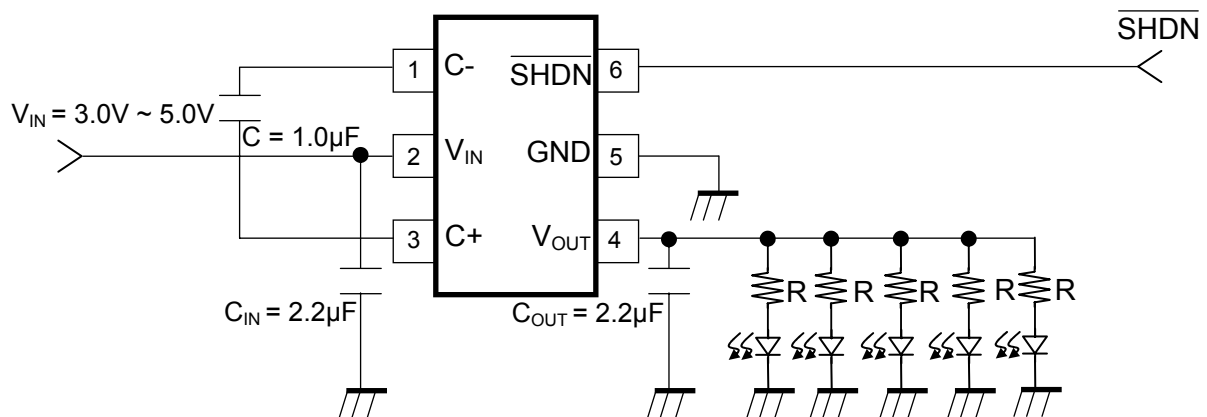 SHDN
1
C-
SHDN
6
V_IN = 3.0V ~ 5.0V
C = 1.0µF
2
V_IN
GND
5
3
C+
V_OUT
4
R
R
R
R
R
C_IN = 2.2µF
C_OUT = 2.2µF